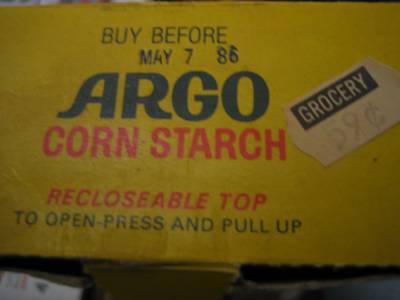 BUY BEFORE
MAY 7 86
ARGO
CORN STARCH
GROCERY
59¢
RECLOSEABLE TOP
TO OPEN-PRESS AND PULL UP